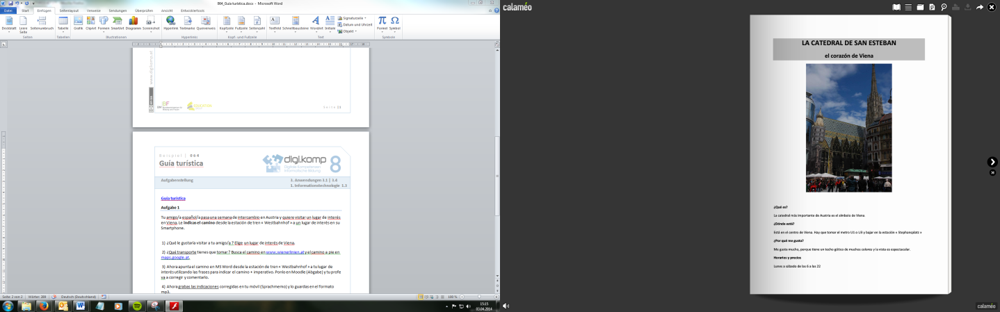 064_Guía turística.docx - Microsoft Word
Datei Start Einfügen Seitenlayout Verweise Sendungen Überprüfen Ansicht Entwicklertools
Deckblatt Leere Seite Seitenumbruch Tabelle Grafik ClipArt Formen SmartArt Diagramm Screenshot Hyperlink Textmarke Querverweis Kopfzeile Fußzeile Seitenzahl Textfeld Schnellbausteine WordArt Initiale Formel Symbol
Signaturzeile
Datum und Uhrzeit
Objekt
Seiten Tabellen Illustrationen Hyperlinks Kopf- und Fußzeile Text Symbole
www.digikomp.at
BF
Seite | 1
Beispiel | 064
Guía turística
digi.komp 8
Digitale Kompetenzen
Informatische Bildung
Aufgabenstellung
3. Anwendungen 3.1 | 3.4
1. Informationstechnologie 1.3
Guía turística
Aufgabe 1
Tu amigo/a español/a pasa una semana de intercambio en Austria y quiere visitar un lugar de interés
en Viena. Le indicas el camino desde la estación de tren « Westbahnhof » a un lugar de interés en su
Smartphone.
1) ¿Qué le gustaría visitar a tu amigo/a ? Elige un lugar de interés de Viena.
2) ¿Qué transporte tienes que tomar ? Busca el camino en www.wienerlinien.at y el camino a pie en
maps.google.at.
3) Ahora apunta el camino en MS Word desde la estación de tren « Westbahnhof » a tu lugar de
interés utilizando las frases para indicar el camino + imperativo. Ponlo en Moodle (Abgabe) y tu profe
va a corregir y comentarlo.
4) Ahora grabas las indicaciones corregidas en tu móvil (Sprachmemo) y lo guardas en el formato
mp3.
Seite: 2 von 2 Wörter: 289 Deutsch (Deutschland) 100 %
15:15
03.04.2014
calaméo
LA CATEDRAL DE SAN ESTEBAN
el corazón de Viena
¿Qué es?
La catedral más importante de Austria es el símbolo de Viena.
¿Dónde está?
Está en el centro de Viena. Hay que tomar el metro U1 o U3 y bajar en la estación « Stephansplatz »
¿Por qué me gusta?
Me gusta mucho, porque tiene un techo gótico de muchos colores y la vista es espectacular.
Horarios y precios
Lunes a sábado de las 6 a las 22
calaméo